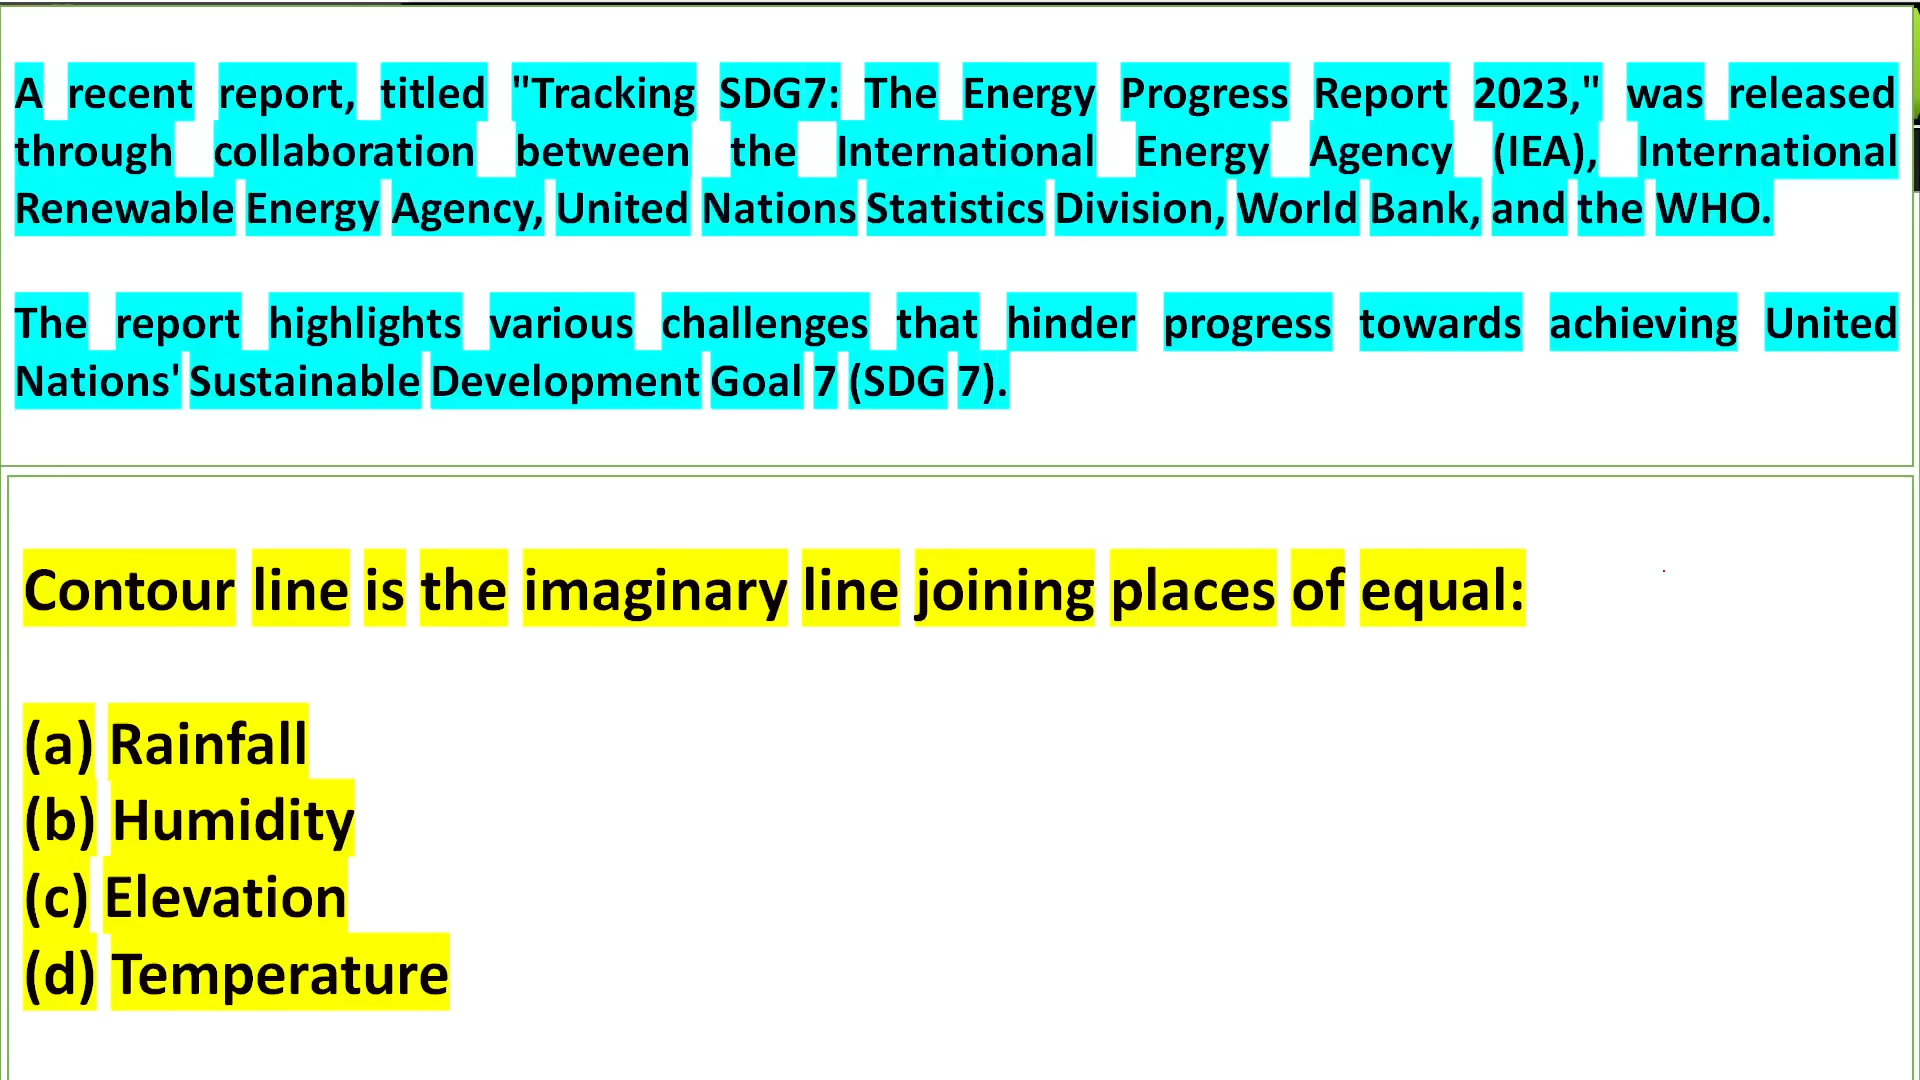 A recent report, titled "Tracking SDG7: The Energy Progress Report 2023," was released
through collaboration between the International Energy Agency (IEA), International
Renewable Energy Agency, United Nations Statistics Division, World Bank, and the WHO.
The report highlights various challenges that hinder progress towards achieving United
Nations' Sustainable Development Goal 7 (SDG 7).
Contour line is the imaginary line joining places of equal:
(a) Rainfall
(b) Humidity
(c) Elevation
(d) Temperature